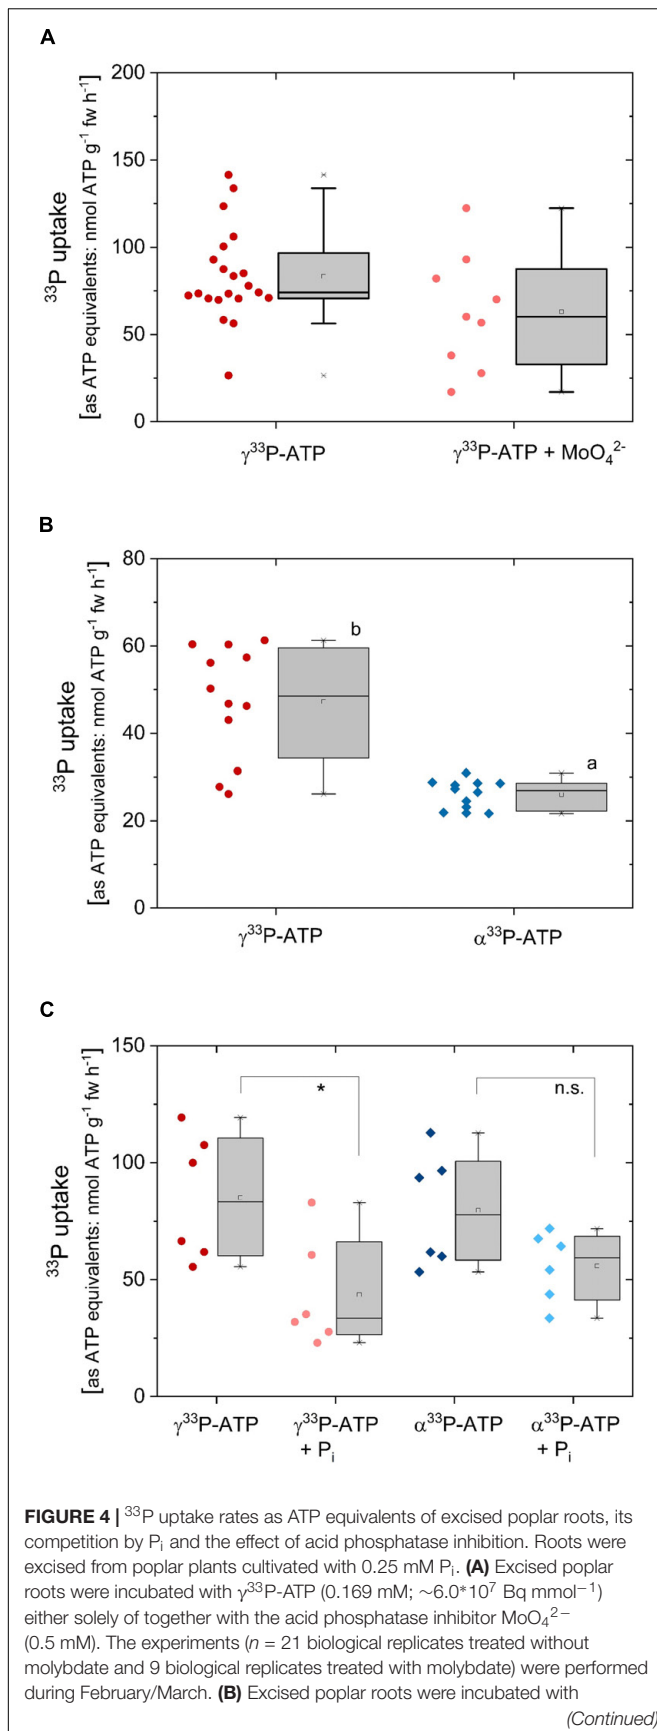 A
200
150
100
50
0
³³P uptake
[as ATP equivalents: nmol ATP g⁻¹ fw h⁻¹]
γ³³P-ATP
γ³³P-ATP + MoO₄²⁻
B
80
60
40
20
0
³³P uptake
[as ATP equivalents: nmol ATP g⁻¹ fw h⁻¹]
b
a
γ³³P-ATP
α³³P-ATP
C
150
100
50
0
³³P uptake
[as ATP equivalents: nmol ATP g⁻¹ fw h⁻¹]
*
n.s.
γ³³P-ATP
γ³³P-ATP
+ Pᵢ
α³³P-ATP
α³³P-ATP
+ Pᵢ
FIGURE 4 | ³³P uptake rates as ATP equivalents of excised poplar roots, its
competition by Pᵢ and the effect of acid phosphatase inhibition. Roots were
excised from poplar plants cultivated with 0.25 mM Pᵢ. (A) Excised poplar
roots were incubated with γ³³P-ATP (0.169 mM; ~6.0*10⁷ Bq mmol⁻¹)
either solely of together with the acid phosphatase inhibitor MoO₄²⁻
(0.5 mM). The experiments (n = 21 biological replicates treated without
molybdate and 9 biological replicates treated with molybdate) were performed
during February/March. (B) Excised poplar roots were incubated with
(Continued)